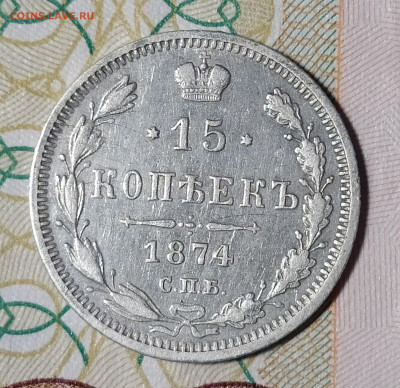 COINS.LAVE.RU
* 15 *
КОПѢЕКЪ
1874
С.П.Б.